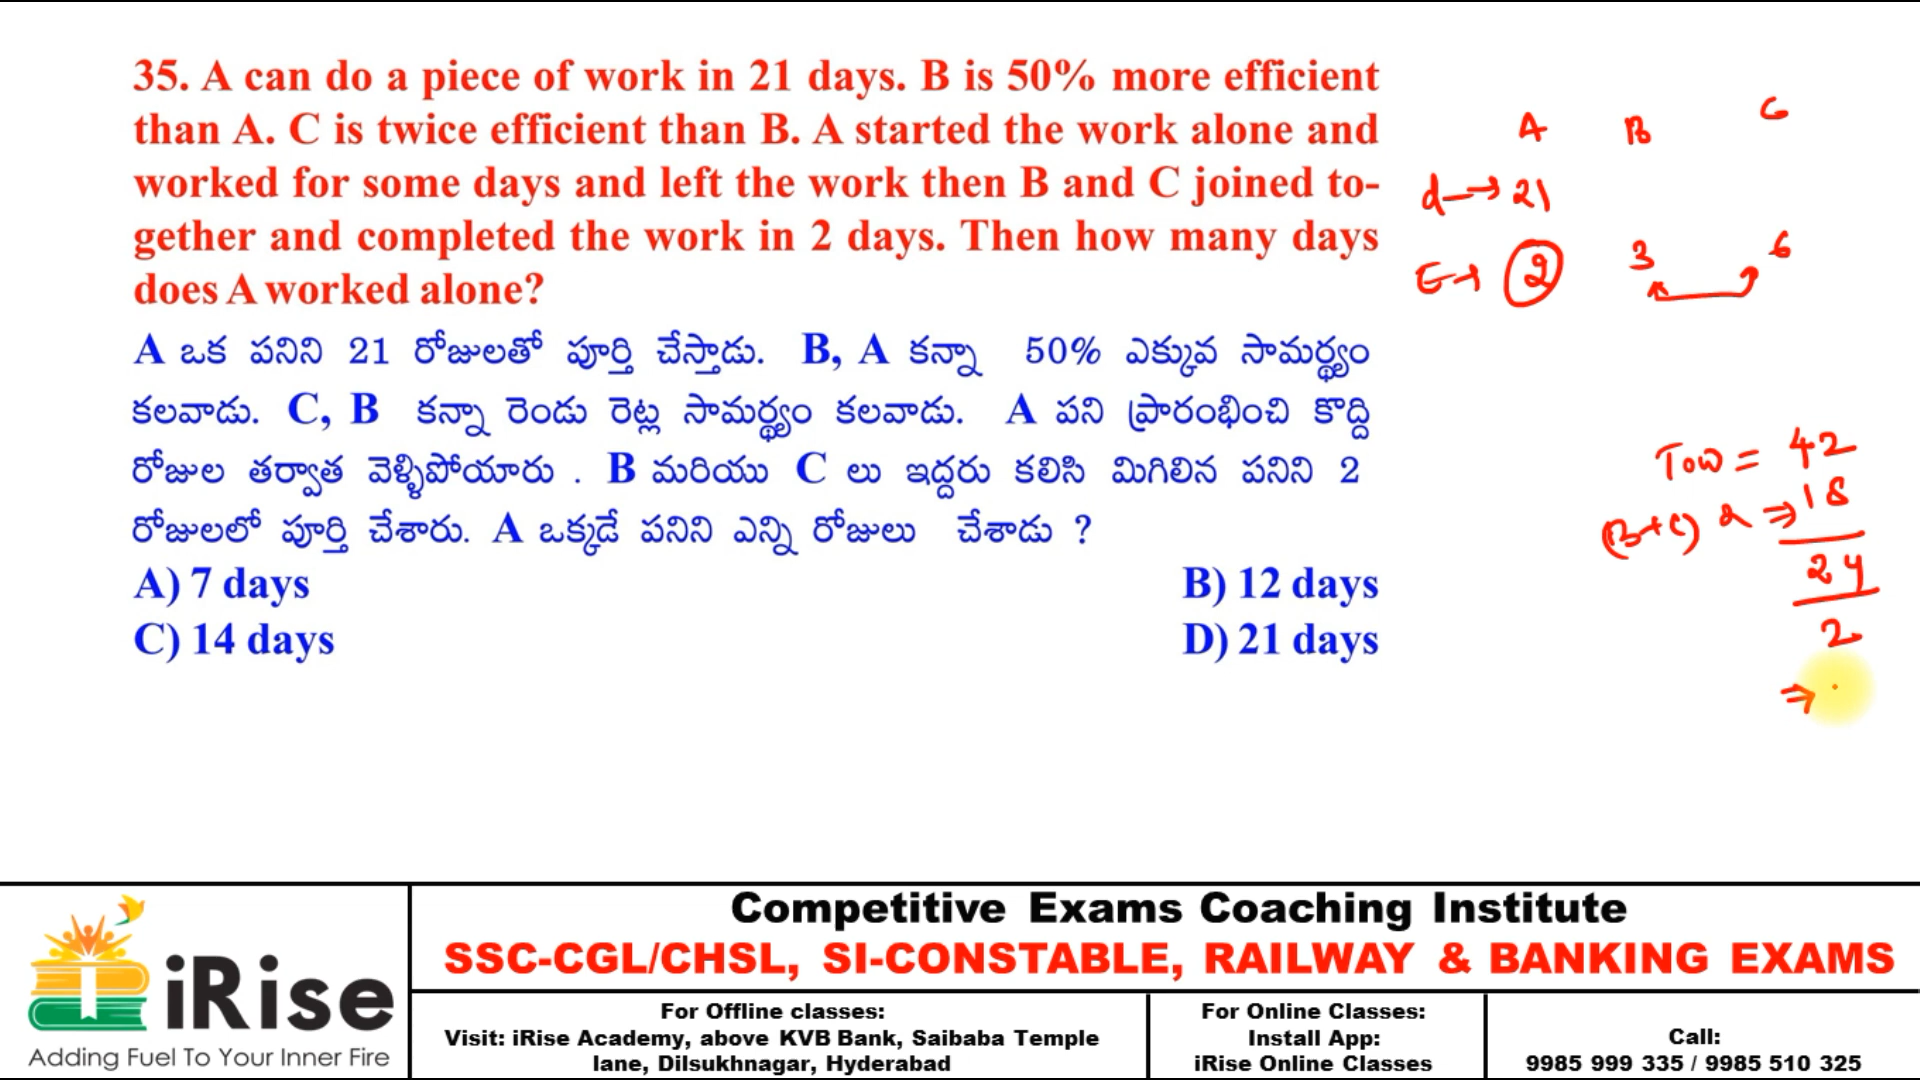 35. A can do a piece of work in 21 days. B is 50% more efficient
than A. C is twice efficient than B. A started the work alone and
worked for some days and left the work then B and C joined to-
gether and completed the work in 2 days. Then how many days
does A worked alone?
A ఒక పనిని 21 రోజులతో పూర్తి చేస్తాడు. B, A కన్నా 50% ఎక్కువ సామర్థ్యం
కలవాడు. C, B కన్నా రెండు రెట్ల సామర్థ్యం కలవాడు. A పని ప్రారంభించి కొద్ది
రోజుల తర్వాత వెళ్ళిపోయారు . B మరియు C లు ఇద్దరు కలిసి మిగిలిన పనిని 2
రోజులలో పూర్తి చేశారు. A ఒక్కడే పనిని ఎన్ని రోజులు చేశాడు ?
A) 7 days B) 12 days
C) 14 days D) 21 days
A B C
d→ 21
E→ 2 3 6
Tow = 42
(B+C) 2 ⇒ 18
24
2
⇒
iRise
Adding Fuel To Your Inner Fire
Competitive Exams Coaching Institute
SSC-CGL/CHSL, SI-CONSTABLE, RAILWAY & BANKING EXAMS
For Offline classes:
Visit: iRise Academy, above KVB Bank, Saibaba Temple
lane, Dilsukhnagar, Hyderabad
For Online Classes:
Install App:
iRise Online Classes
Call:
9985 999 335 / 9985 510 325